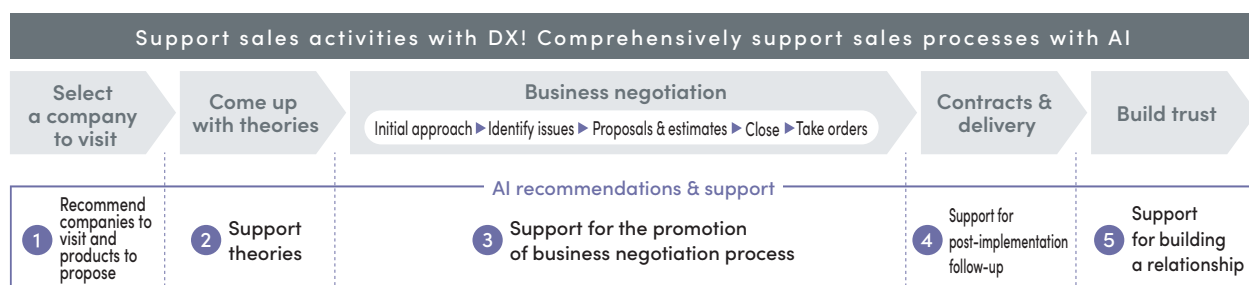 Support sales activities with DX! Comprehensively support sales processes with AI
Select
a company
to visit
Come up
with theories
Business negotiation
Initial approach ▶ Identify issues ▶ Proposals & estimates ▶ Close ▶ Take orders
Contracts &
delivery
Build trust
AI recommendations & support
1
Recommend
companies to
visit and
products to
propose
2
Support
theories
3
Support for the promotion
of business negotiation process
4
Support for
post-implementation
follow-up
5
Support
for building
a relationship